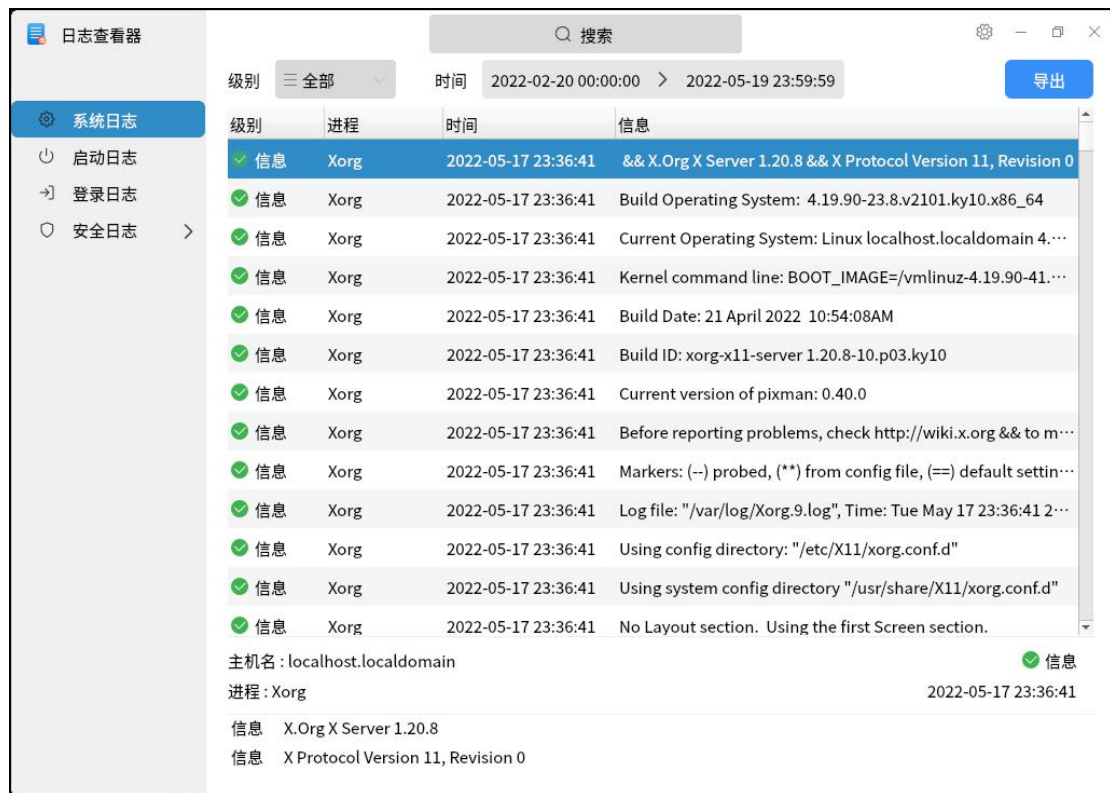 日志查看器
搜索
级别 全部 时间 2022-02-20 00:00:00 > 2022-05-19 23:59:59 导出
系统日志
启动日志
登录日志
安全日志
级别 进程 时间 信息
信息 Xorg 2022-05-17 23:36:41 && X.Org X Server 1.20.8 && X Protocol Version 11, Revision 0
信息 Xorg 2022-05-17 23:36:41 Build Operating System: 4.19.90-23.8.v2101.ky10.x86_64
信息 Xorg 2022-05-17 23:36:41 Current Operating System: Linux localhost.localdomain 4.···
信息 Xorg 2022-05-17 23:36:41 Kernel command line: BOOT_IMAGE=/vmlinuz-4.19.90-41.···
信息 Xorg 2022-05-17 23:36:41 Build Date: 21 April 2022 10:54:08AM
信息 Xorg 2022-05-17 23:36:41 Build ID: xorg-x11-server 1.20.8-10.p03.ky10
信息 Xorg 2022-05-17 23:36:41 Current version of pixman: 0.40.0
信息 Xorg 2022-05-17 23:36:41 Before reporting problems, check http://wiki.x.org && to m···
信息 Xorg 2022-05-17 23:36:41 Markers: (--) probed, (**) from config file, (==) default settin···
信息 Xorg 2022-05-17 23:36:41 Log file: "/var/log/Xorg.9.log", Time: Tue May 17 23:36:41 2···
信息 Xorg 2022-05-17 23:36:41 Using config directory: "/etc/X11/xorg.conf.d"
信息 Xorg 2022-05-17 23:36:41 Using system config directory "/usr/share/X11/xorg.conf.d"
信息 Xorg 2022-05-17 23:36:41 No Layout section. Using the first Screen section.
主机名 : localhost.localdomain 信息
进程 : Xorg 2022-05-17 23:36:41
信息 X.Org X Server 1.20.8
信息 X Protocol Version 11, Revision 0